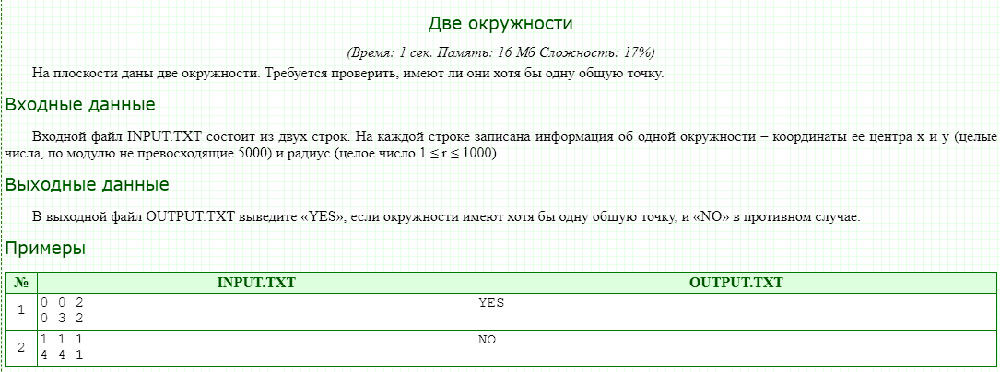 Две окружности
(Время: 1 сек. Память: 16 Мб Сложность: 17%)
На плоскости даны две окружности. Требуется проверить, имеют ли они хотя бы одну общую точку.
Входные данные
Входной файл INPUT.TXT состоит из двух строк. На каждой строке записана информация об одной окружности – координаты ее центра x и y (целые
числа, по модулю не превосходящие 5000) и радиус (целое число 1 ≤ r ≤ 1000).
Выходные данные
В выходной файл OUTPUT.TXT выведите «YES», если окружности имеют хотя бы одну общую точку, и «NO» в противном случае.
Примеры
№ INPUT.TXT OUTPUT.TXT
1 0 0 2 YES
0 3 2
2 1 1 1 NO
4 4 1